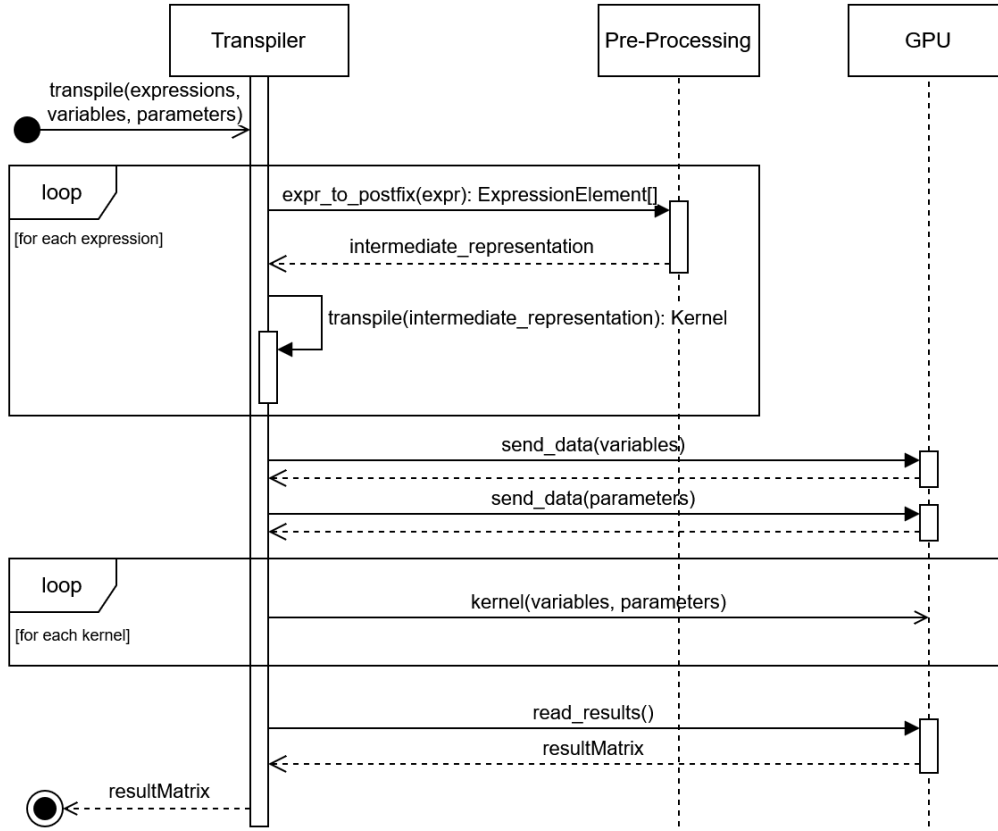 Transpiler
Pre-Processing
GPU
transpile(expressions,
variables, parameters)
loop
[for each expression]
expr_to_postfix(expr): ExpressionElement[]
intermediate_representation
transpile(intermediate_representation): Kernel
send_data(variables)
send_data(parameters)
loop
[for each kernel]
kernel(variables, parameters)
read_results()
resultMatrix
resultMatrix